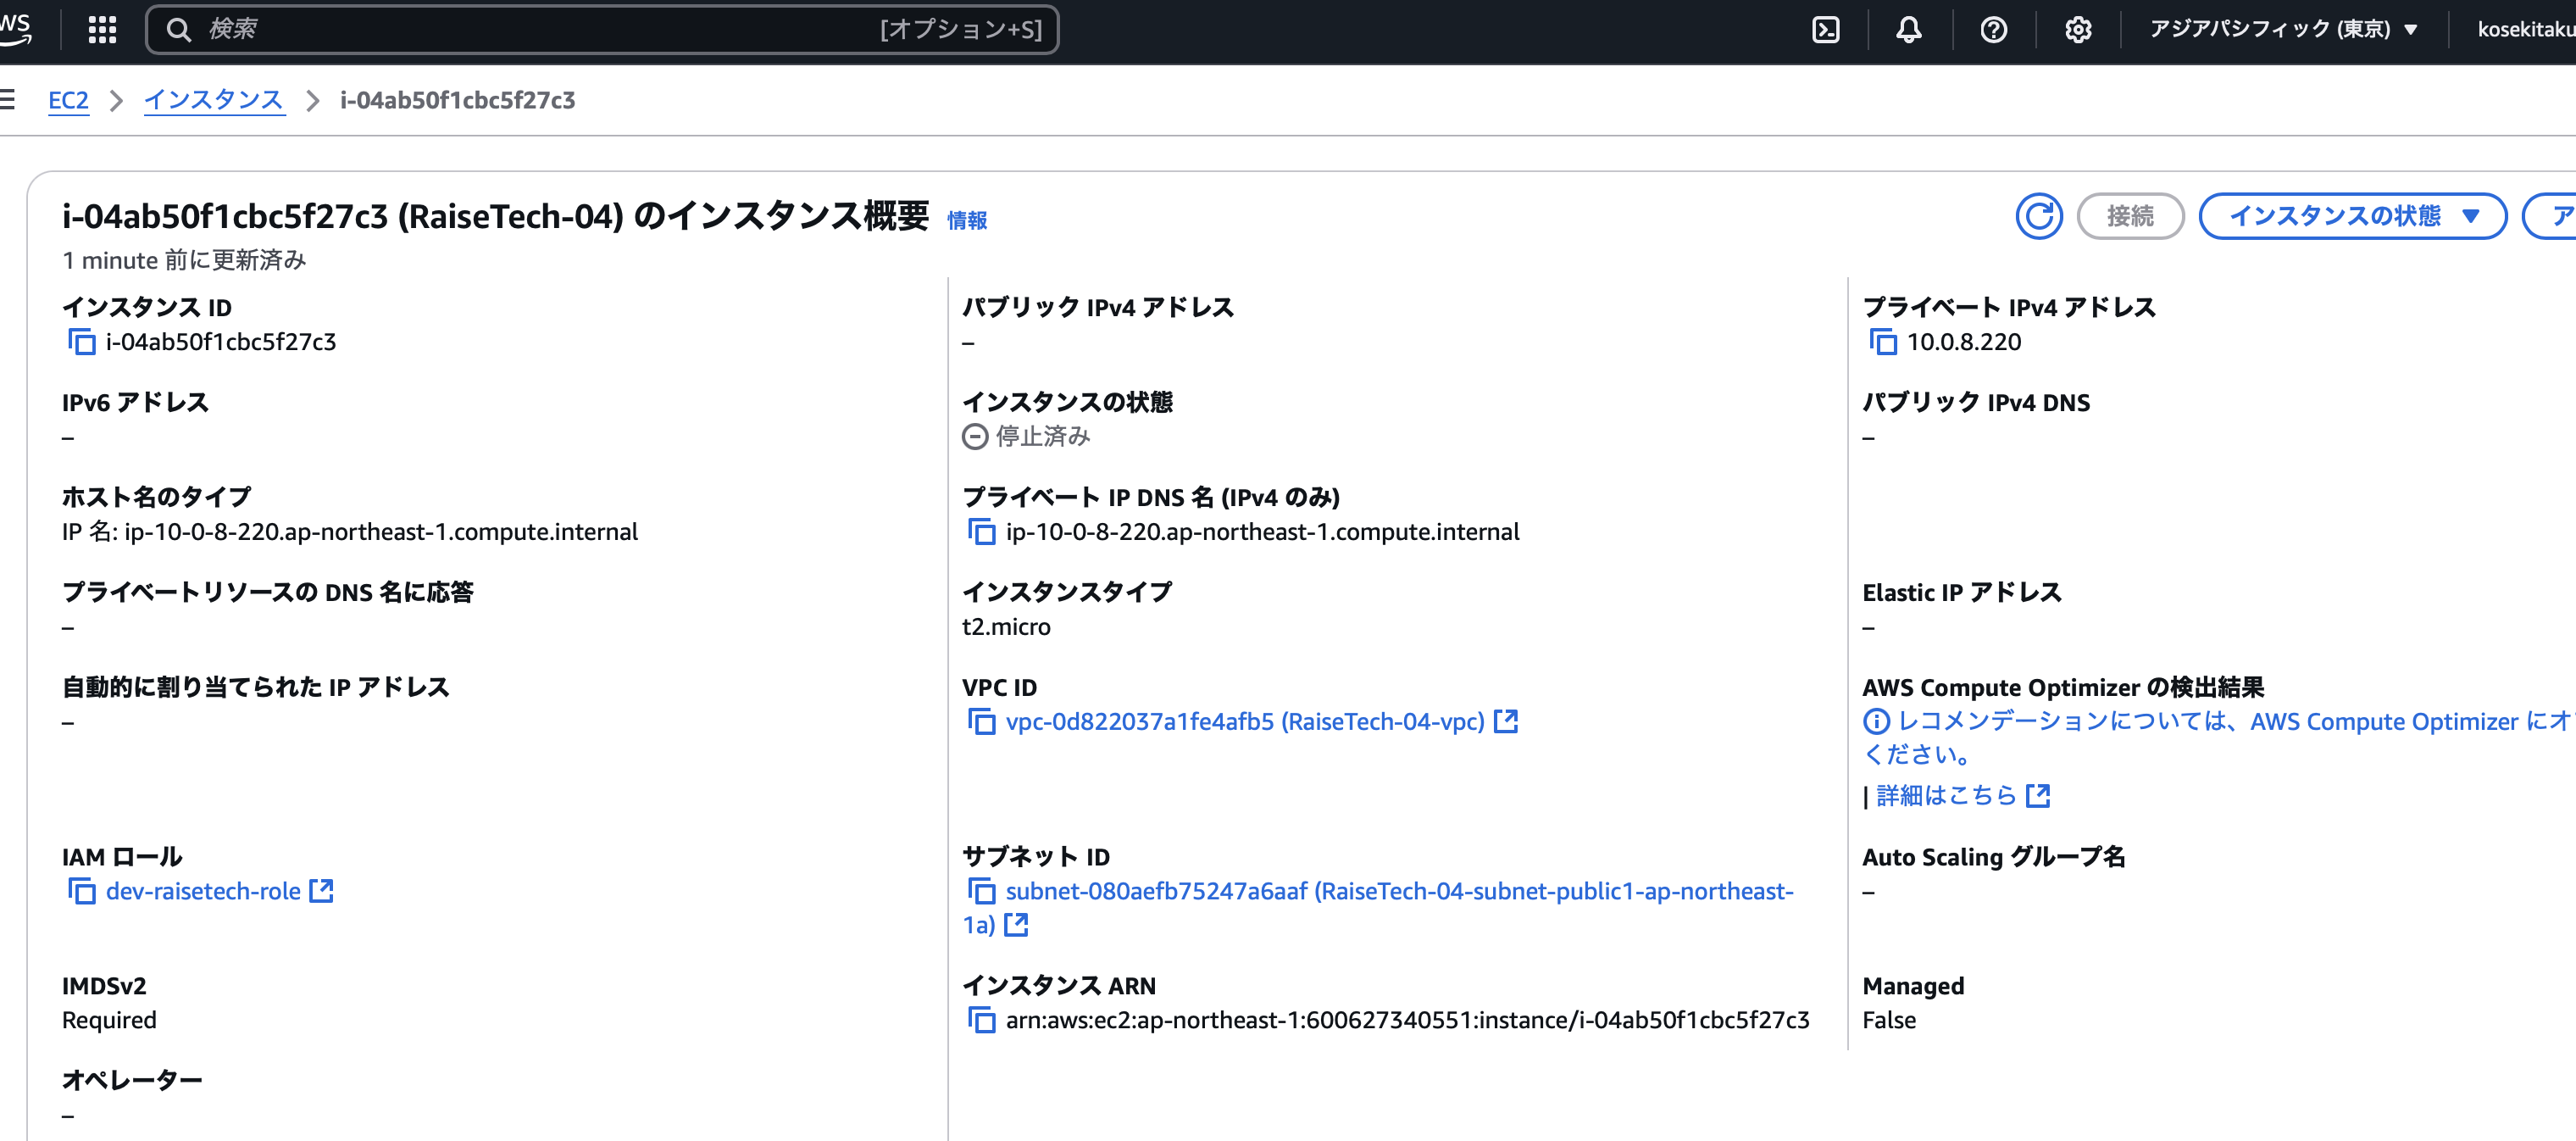 検索 [オプション+S] アジアパシフィック (東京)
EC2 インスタンス i-04ab50f1cbc5f27c3
i-04ab50f1cbc5f27c3 (RaiseTech-04) のインスタンス概要 情報
接続 インスタンスの状態
1 minute 前に更新済み
インスタンス ID
i-04ab50f1cbc5f27c3
パブリック IPv4 アドレス
–
プライベート IPv4 アドレス
10.0.8.220
IPv6 アドレス
–
インスタンスの状態
停止済み
パブリック IPv4 DNS
–
ホスト名のタイプ
IP 名: ip-10-0-8-220.ap-northeast-1.compute.internal
プライベート IP DNS 名 (IPv4 のみ)
ip-10-0-8-220.ap-northeast-1.compute.internal
プライベートリソースの DNS 名に応答
–
インスタンスタイプ
t2.micro
Elastic IP アドレス
–
自動的に割り当てられた IP アドレス
–
VPC ID
vpc-0d822037a1fe4afb5 (RaiseTech-04-vpc)
AWS Compute Optimizer の検出結果
レコメンデーションについては、AWS Compute Optimizer にオ
ください。
| 詳細はこちら
IAM ロール
dev-raisetech-role
サブネット ID
subnet-080aefb75247a6aaf (RaiseTech-04-subnet-public1-ap-northeast-
1a)
Auto Scaling グループ名
–
IMDSv2
Required
インスタンス ARN
arn:aws:ec2:ap-northeast-1:600627340551:instance/i-04ab50f1cbc5f27c3
Managed
False
オペレーター
–